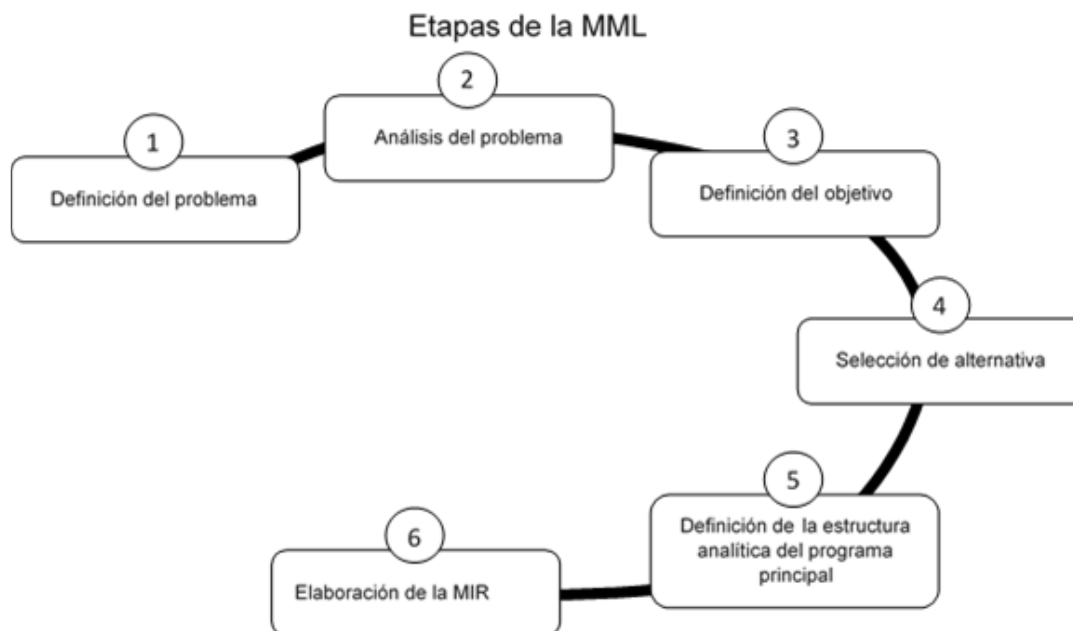 Etapas de la MML
1
Definición del problema
2
Análisis del problema
3
Definición del objetivo
4
Selección de alternativa
5
Definición de la estructura
analítica del programa
principal
6
Elaboración de la MIR